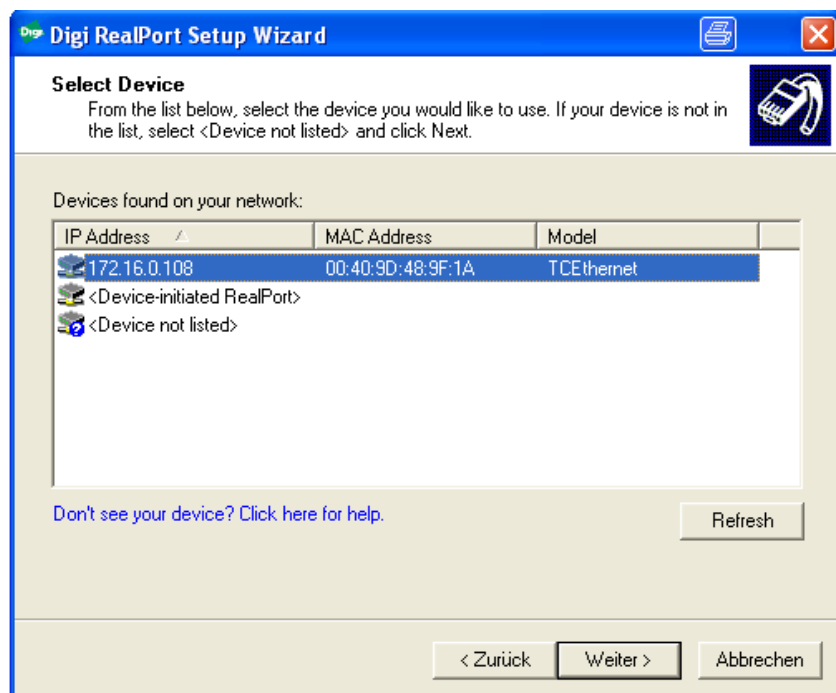 Digi Digi RealPort Setup Wizard
Select Device
From the list below, select the device you would like to use. If your device is not in
the list, select <Device not listed> and click Next.
Devices found on your network:
IP Address MAC Address Model
172.16.0.108 00:40:9D:48:9F:1A TCEthernet
<Device-initiated RealPort>
<Device not listed>
Don't see your device? Click here for help.
Refresh
< Zurück Weiter > Abbrechen